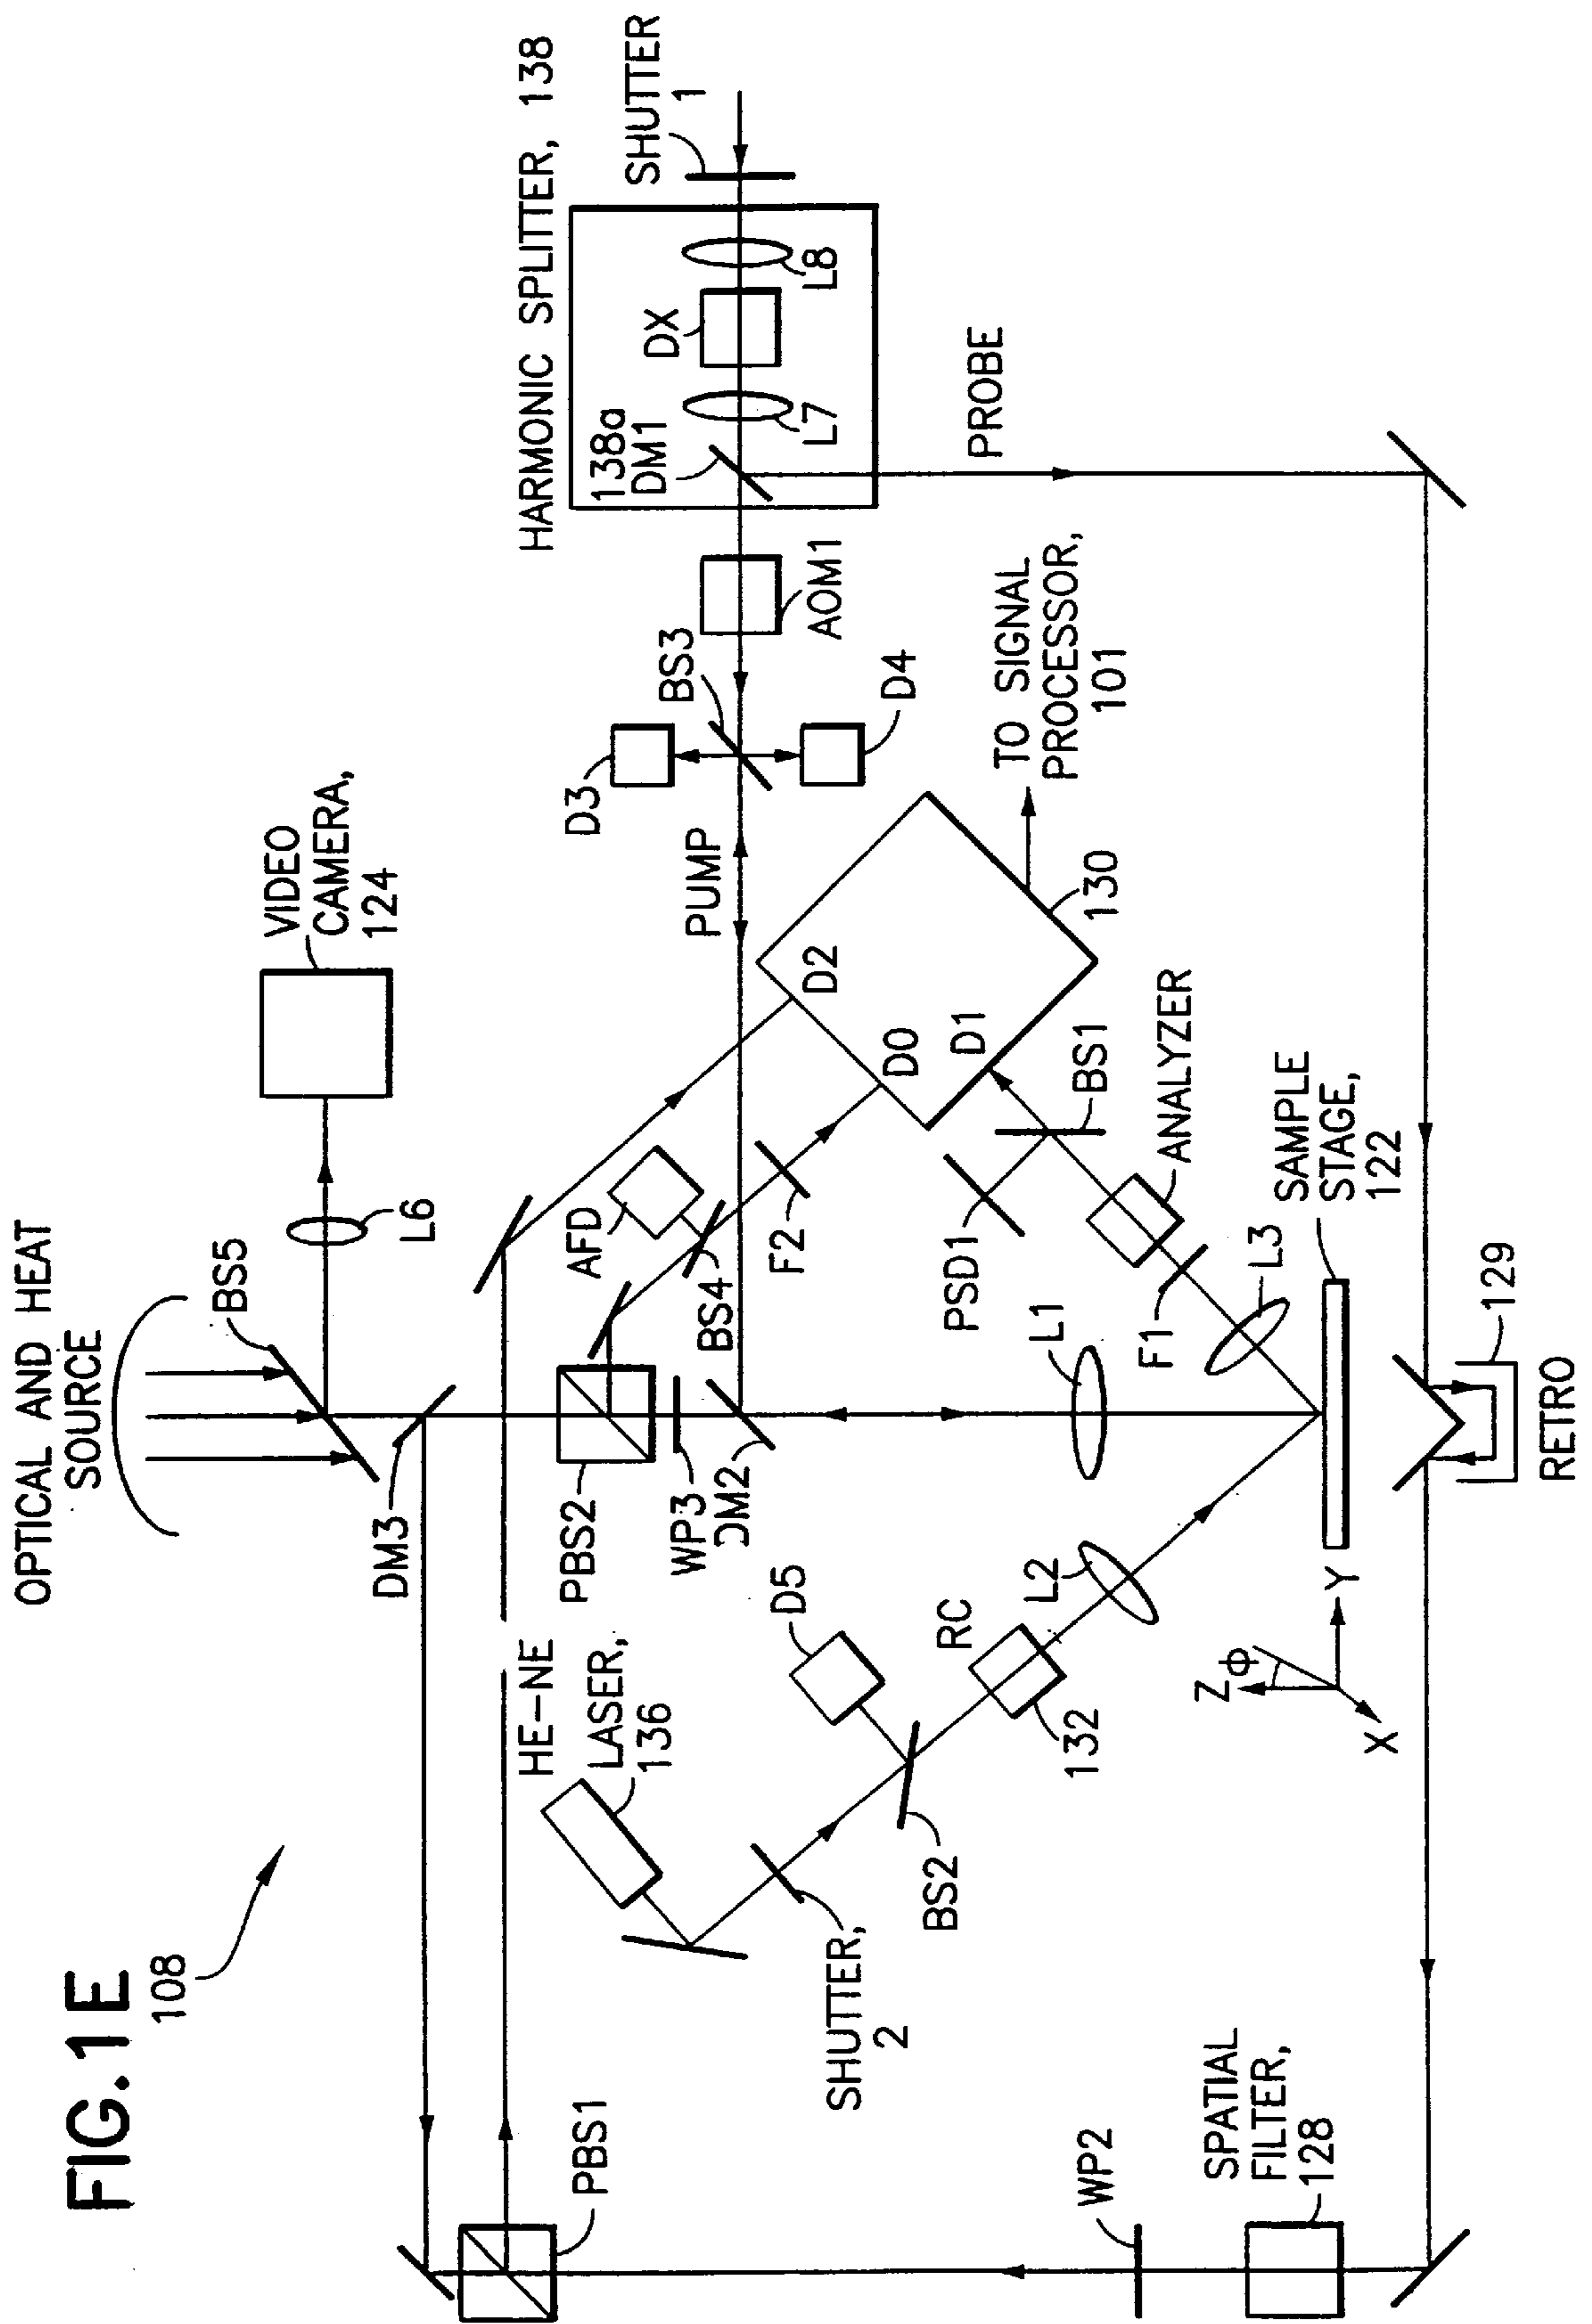 FIG.1E
108
OPTICAL AND HEAT
SOURCE
BS5
DM3
L6
VIDEO
CAMERA,
124
HARMONIC SPLITTER, 138
SHUTTER
1
138a
DM1
DX
L7
L8
AOM1
BS3
D3
D4
PUMP
PROBE
PBS1
HE-NE
LASER,
136
PBS2
WP3
DM2
AFD
BS4
F2
D2
D0
D1
130
TO SIGNAL
PROCESSOR,
101
SHUTTER,
2
D5
BS2
RC
132
L2
L1
PSD1
BS1
F1
ANALYZER
L3
SAMPLE
STAGE,
122
Z
Φ
Y
X
WP2
SPATIAL
FILTER,
128
129
RETRO